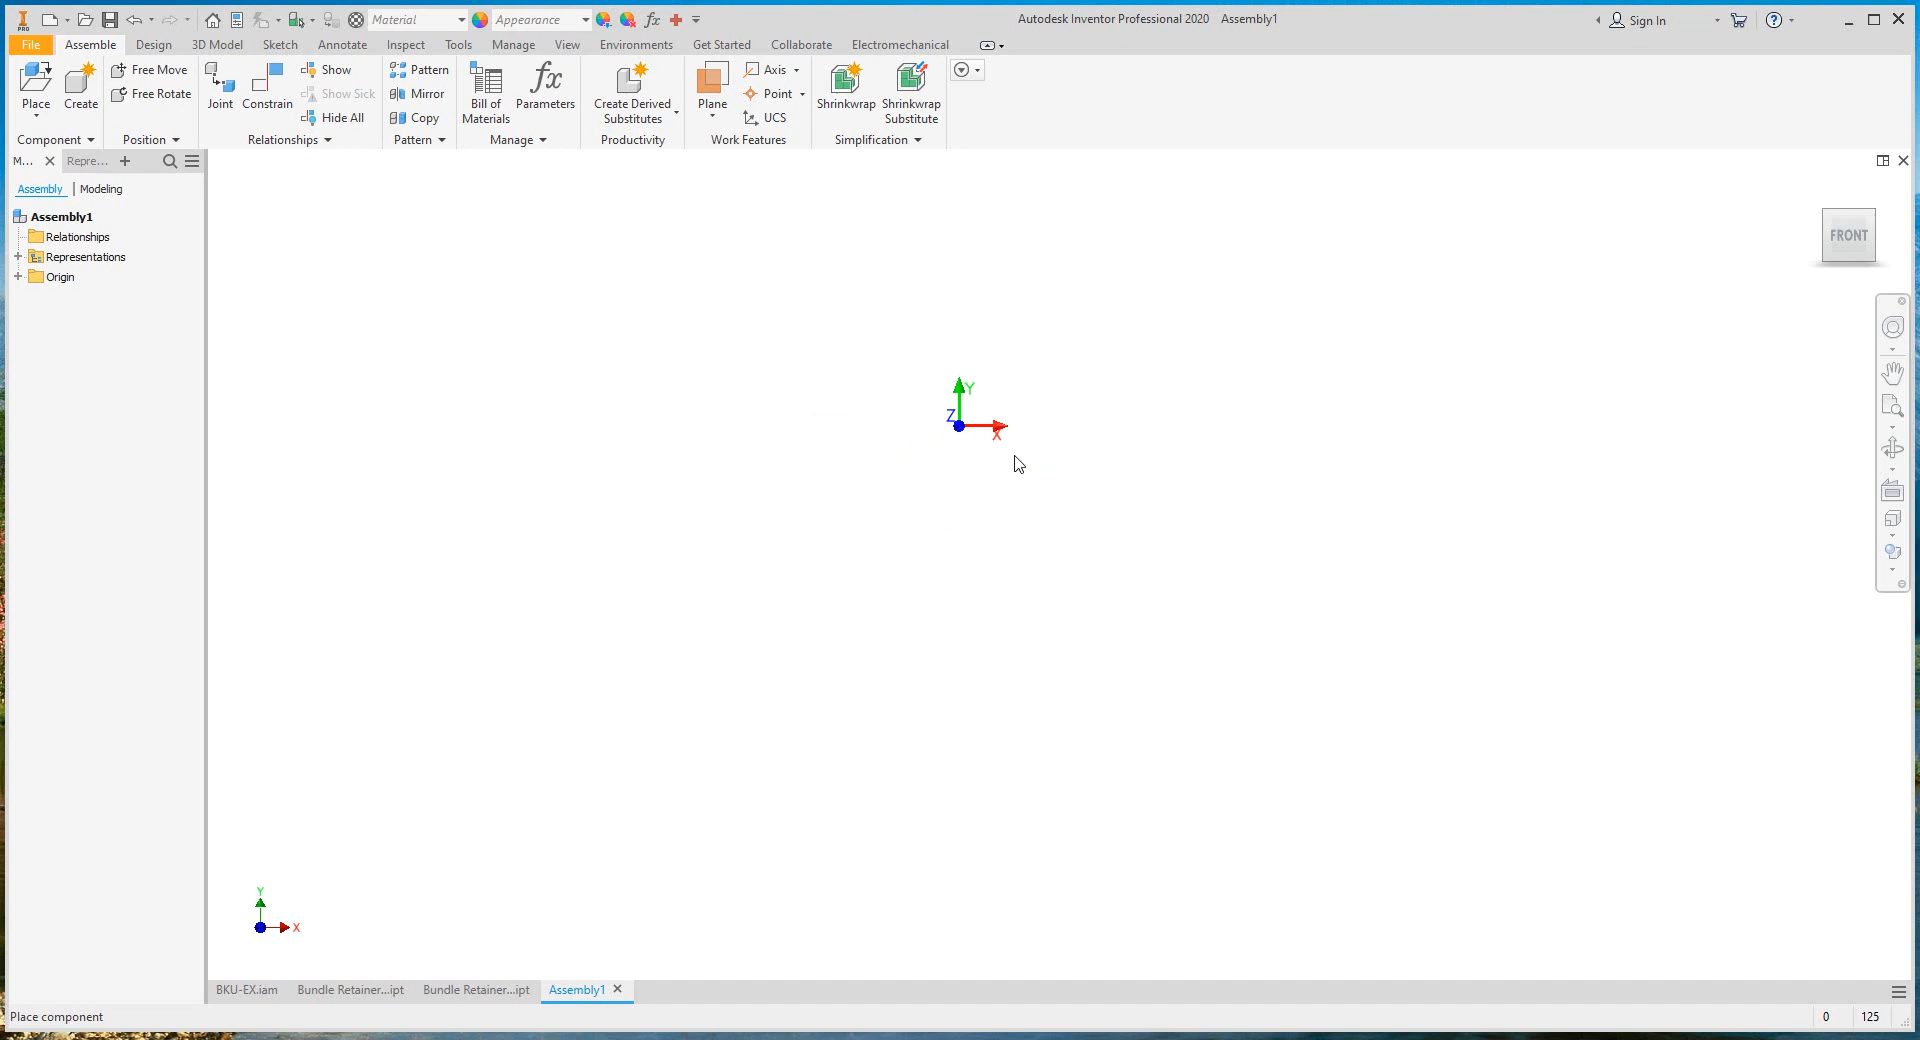 Material
Appearance
fx
Autodesk Inventor Professional 2020 Assembly1
Sign In
PRO
File Assemble Design 3D Model Sketch Annotate Inspect Tools Manage View Environments Get Started Collaborate Electromechanical
Place
Create
Free Move
Free Rotate
Joint
Constrain
Show
Show Sick
Hide All
Pattern
Mirror
Copy
Bill of
Materials
fx
Parameters
Create Derived
Substitutes
Plane
Axis
Point
UCS
Shrinkwrap
Shrinkwrap
Substitute
Component Position Relationships Pattern Manage Productivity Work Features Simplification
M... Repre...
Assembly | Modeling
Assembly1
Relationships
Representations
Origin
FRONT
Y
Z
X
Y
X
BKU-EX.iam Bundle Retainer...ipt Bundle Retainer...ipt Assembly1
Place component
0 125